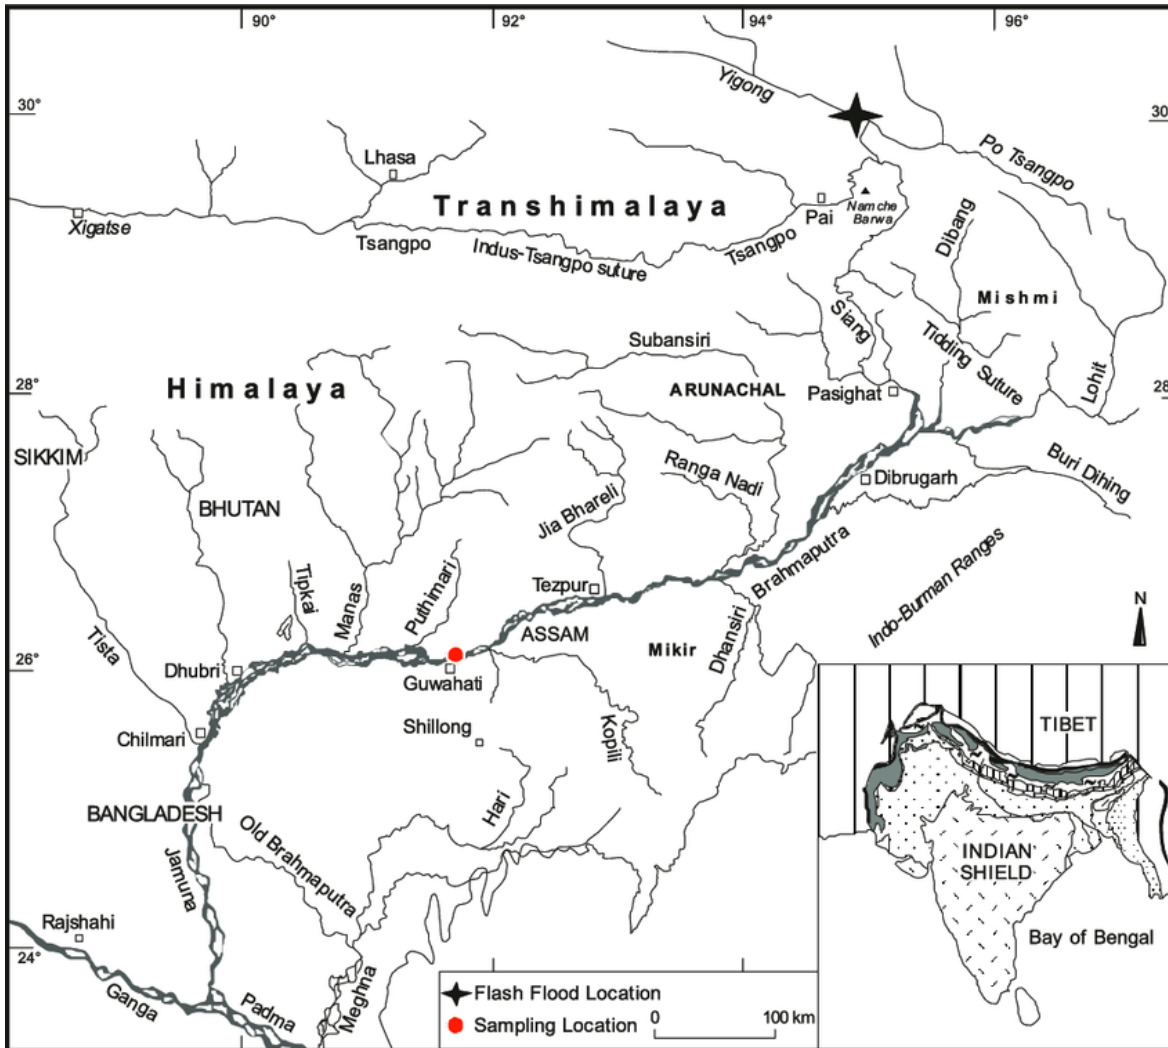 90°
92°
94°
96°
30°
30
Yigong
Po Tsangpo
Lhasa
Transhimalaya
Xigatse
Tsangpo
Indus-Tsangpo suture
Tsangpo
Pai
Namche
Barwa
Dibang
Mishmi
Siang
Tidding Suture
Lohit
Subansiri
28°
28
Himalaya
ARUNACHAL
Pasighat
SIKKIM
BHUTAN
Ranga Nadi
Jia Bhareli
Dibrugarh
Buri Dihing
Tipkai
Manas
Puthimari
Tezpur
Brahmaputra
Indo-Burman Ranges
N
ASSAM
Mikir
Dhansiri
Tista
26°
Dhubri
Guwahati
Kopili
Chilmari
Shillong
Hari
BANGLADESH
Old Brahmaputra
Jamuna
Rajshahi
24°
Ganga
Padma
Meghna
TIBET
INDIAN
SHIELD
Bay of Bengal
Flash Flood Location
Sampling Location
0
100 km